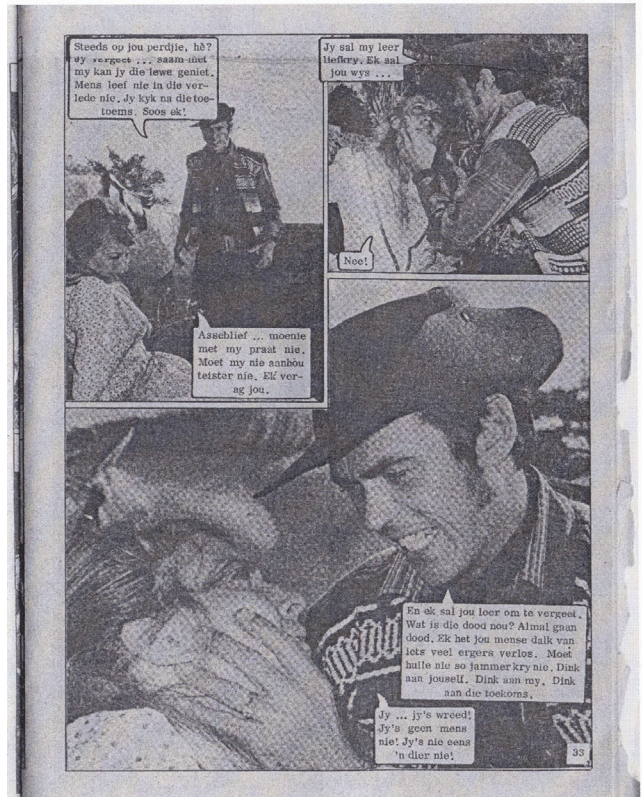 Steeds op jou perdjie, hê?
Jy vergeet ... saam met
my kan jy die lewe geniet.
Mens leef nie in die ver-
lede nie. Jy kyk na die toe-
toems. Soos ek!
Asseblief ... moenie
met my praat nie.
Moet my nie aanhou
teister nie. Ek ver-
ag jou.
Jy sal my leer
liefkry. Ek sal
jou wys ...
Nee!
En ek sal jou leer om te vergeet.
Wat is die dood nou? Almal gaan
dood. Ek het jou mense dalk van
iets veel ergers verlos. Moet
hulle nie so jammer kry nie. Dink
aan jouself. Dink aan my. Dink
aan die toekoms.
Jy ... jy's wreed!
Jy's geen mens
nie! Jy's nie eens
'n dier nie!
33